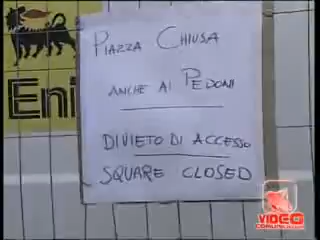 Eni
PIAZZA CHIUSA
ANCHE AI PEDONI
DIVIETO DI ACCESSO
SQUARE CLOSED
VIDEO